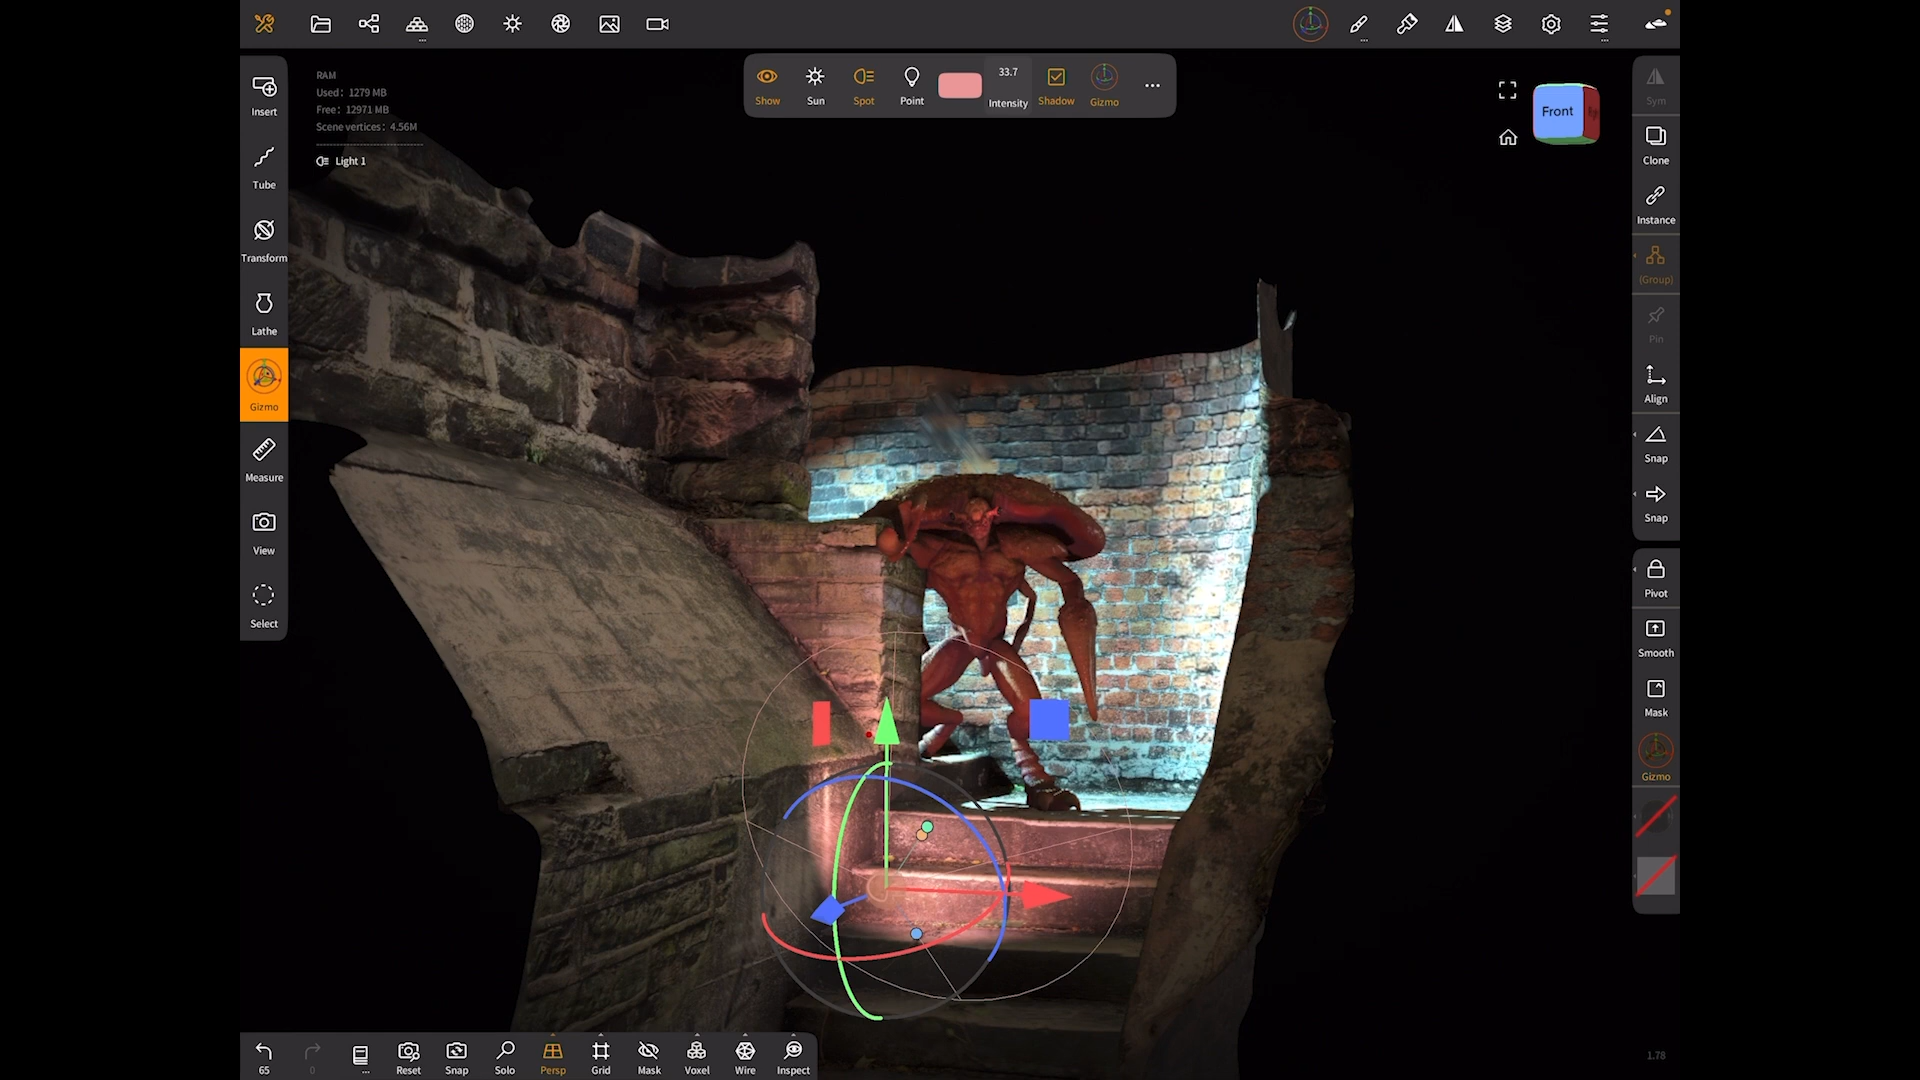 RAM
Used: 1279 MB
Free: 12971 MB
Scene vertices: 4.56M
Light 1
Show
Sun
Spot
Point
33.7
Intensity
Shadow
Gizmo
...
Front
Insert
Tube
Transform
Lathe
Gizmo
Measure
View
Select
Sym
Clone
Instance
(Group)
Pin
Align
Snap
Snap
Pivot
Smooth
Mask
Gizmo
65
0
...
Reset
Snap
Solo
Persp
Grid
Mask
Voxel
Wire
Inspect
1.78